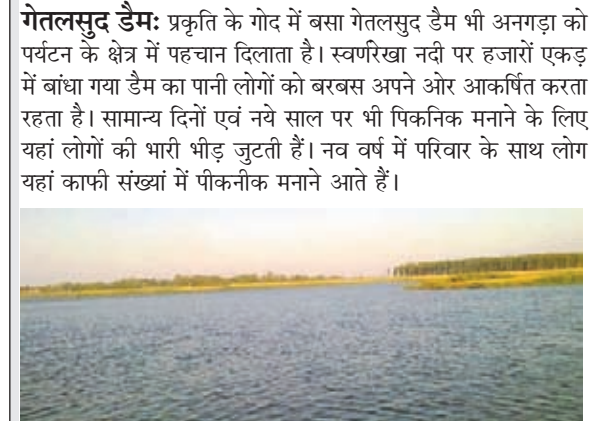 गेतलसुद डैमः प्रकृति के गोद में बसा गेतलसुद डैम भी अनगड़ा को
पर्यटन के क्षेत्र में पहचान दिलाता है। स्वर्णरेखा नदी पर हजारों एकड़
में बांधा गया डैम का पानी लोगों को बरबस अपने ओर आकर्षित करता
रहता है। सामान्य दिनों एवं नये साल पर भी पिकनिक मनाने के लिए
यहां लोगों की भारी भीड़ जुटती हैं। नव वर्ष में परिवार के साथ लोग
यहां काफी संख्यां में पीकनीक मनाने आते हैं।